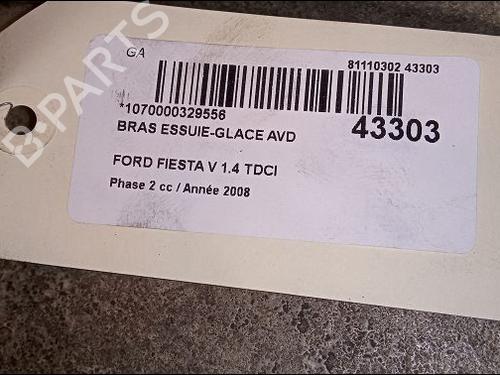 GA
81110302 43303
*1070000329556
BRAS ESSUIE-GLACE AVD
43303
FORD FIESTA V 1.4 TDCI
Phase 2 cc / Année 2008
B-PARTS